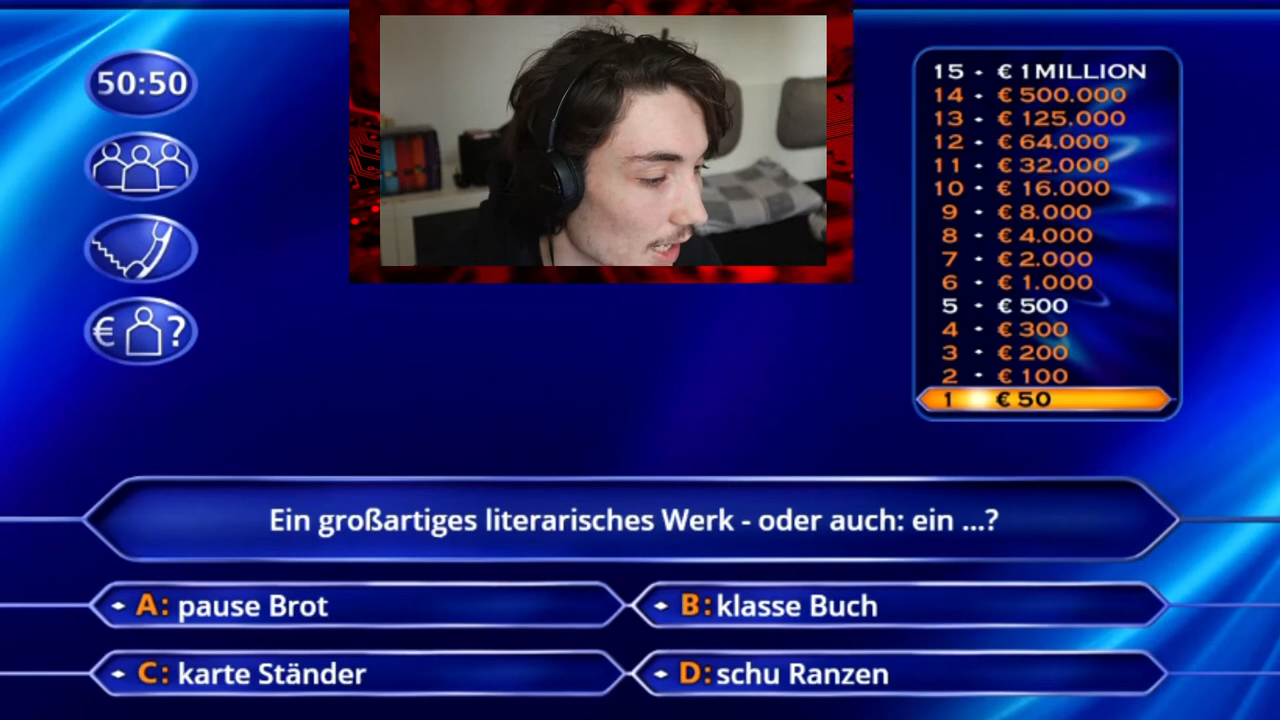 50:50
€ ?
15 · € 1 MILLION
14 · € 500.000
13 · € 125.000
12 · € 64.000
11 · € 32.000
10 · € 16.000
9 · € 8.000
8 · € 4.000
7 · € 2.000
6 · € 1.000
5 · € 500
4 · € 300
3 · € 200
2 · € 100
1 € 50
Ein großartiges literarisches Werk - oder auch: ein ...?
A: pause Brot
B: klasse Buch
C: karte Ständer
D: schu Ranzen